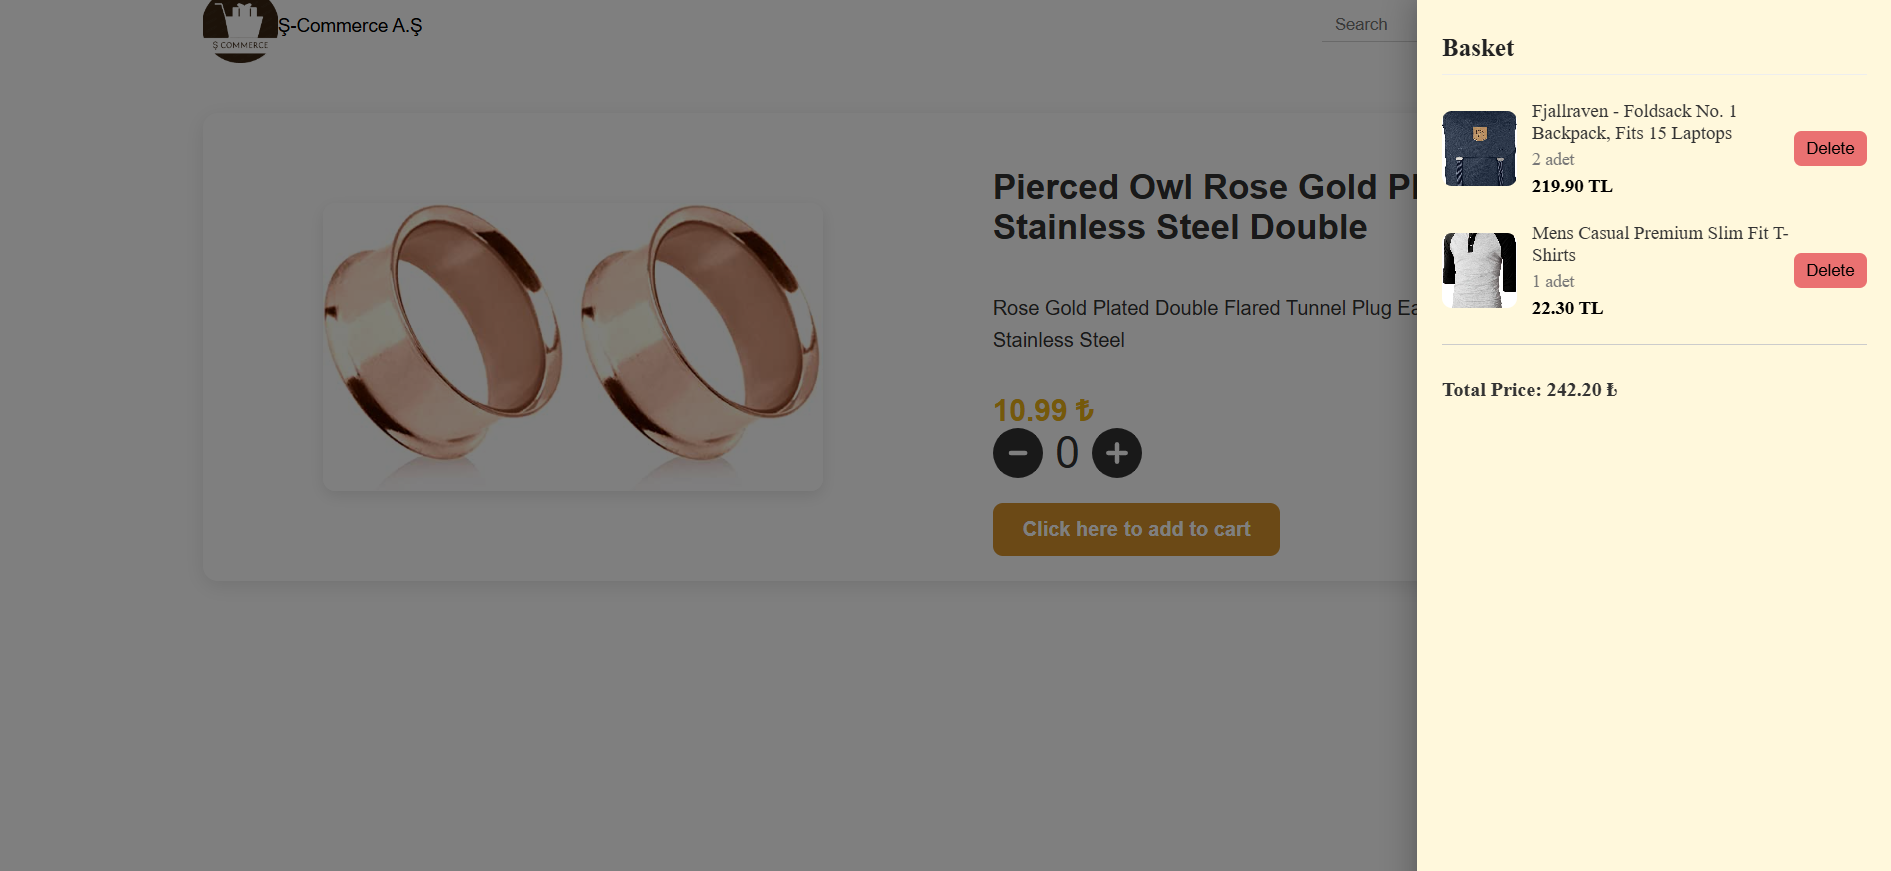 Ş COMMERCE
Ş-Commerce A.Ş
Search
Pierced Owl Rose Gold
Stainless Steel Double
Rose Gold Plated Double Flared Tunnel Plug
Stainless Steel
10.99 ₺
0
Click here to add to cart
Basket
Fjallraven - Foldsack No. 1
Backpack, Fits 15 Laptops
2 adet
219.90 TL
Delete
Mens Casual Premium Slim Fit T-
Shirts
1 adet
22.30 TL
Delete
Total Price: 242.20 ₺